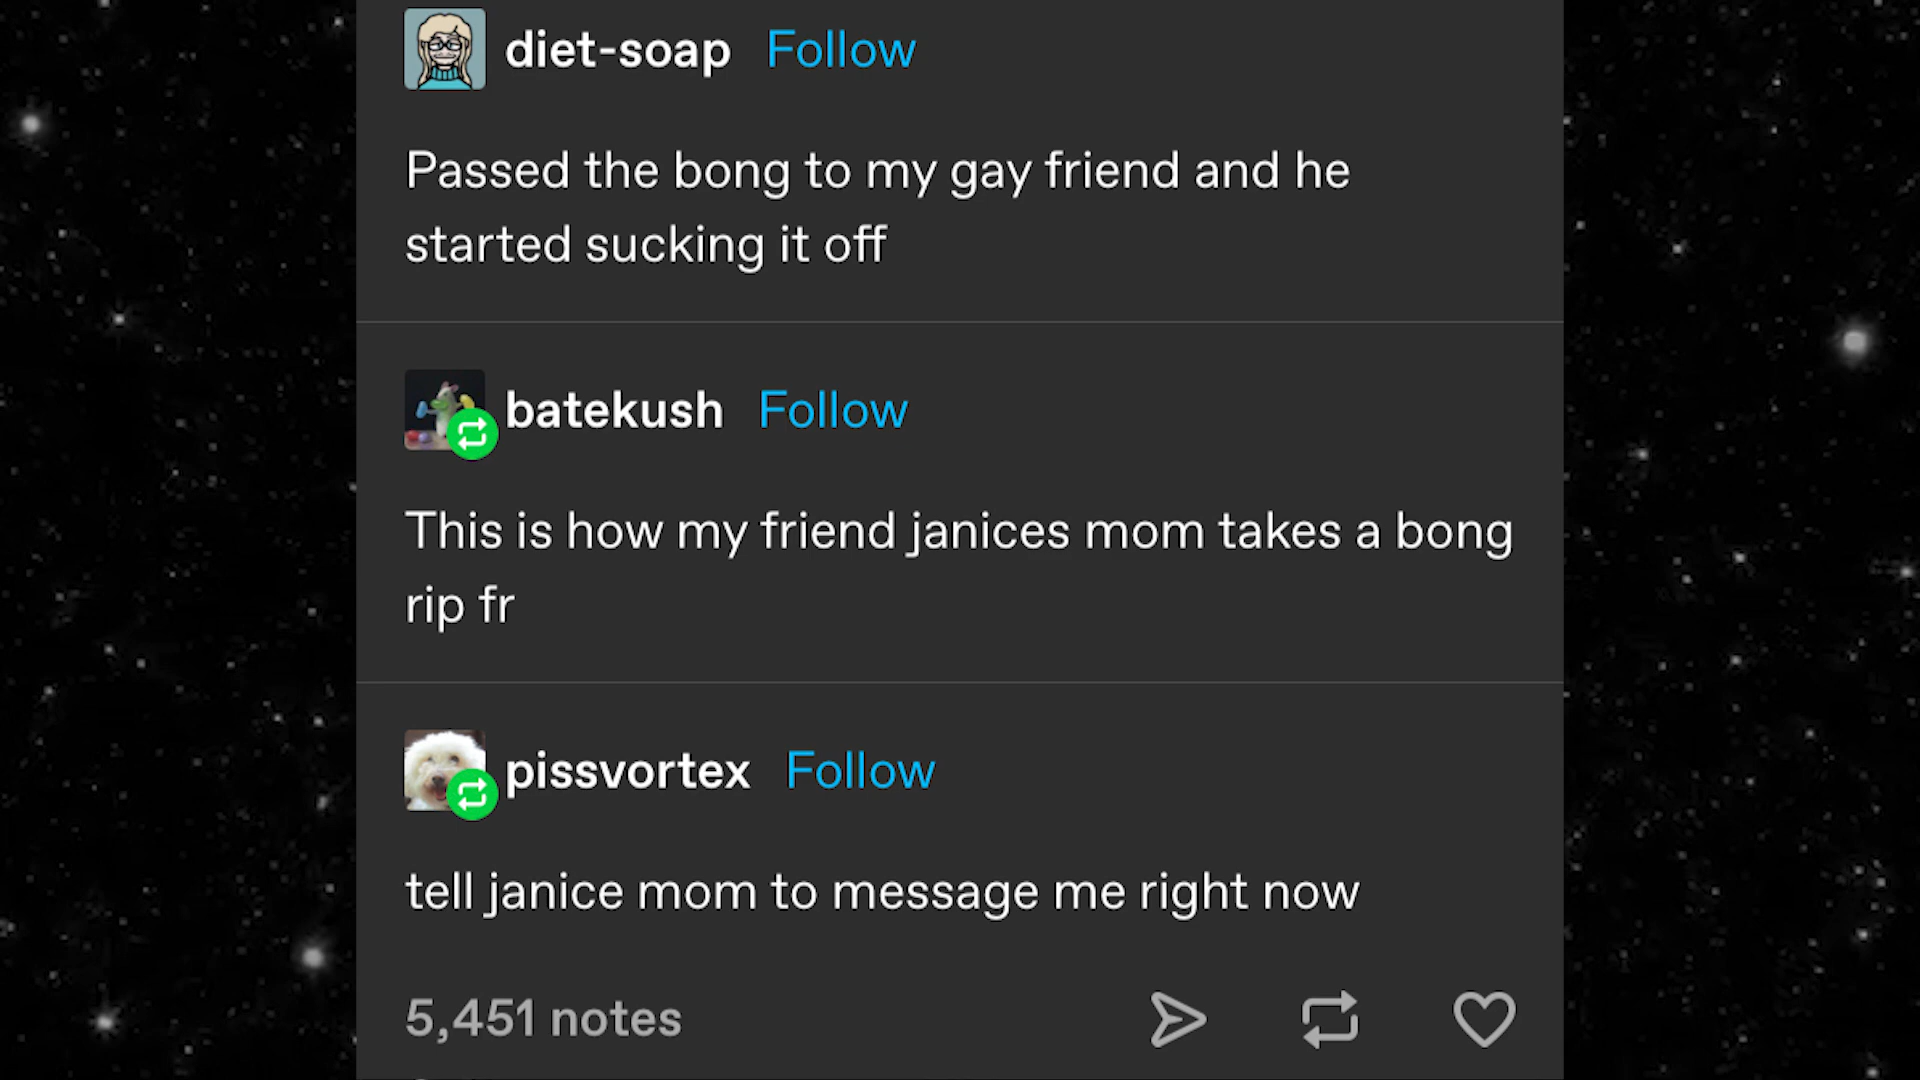 diet-soap Follow
Passed the bong to my gay friend and he
started sucking it off
batekush Follow
This is how my friend janices mom takes a bong
rip fr
pissvortex Follow
tell janice mom to message me right now
5,451 notes